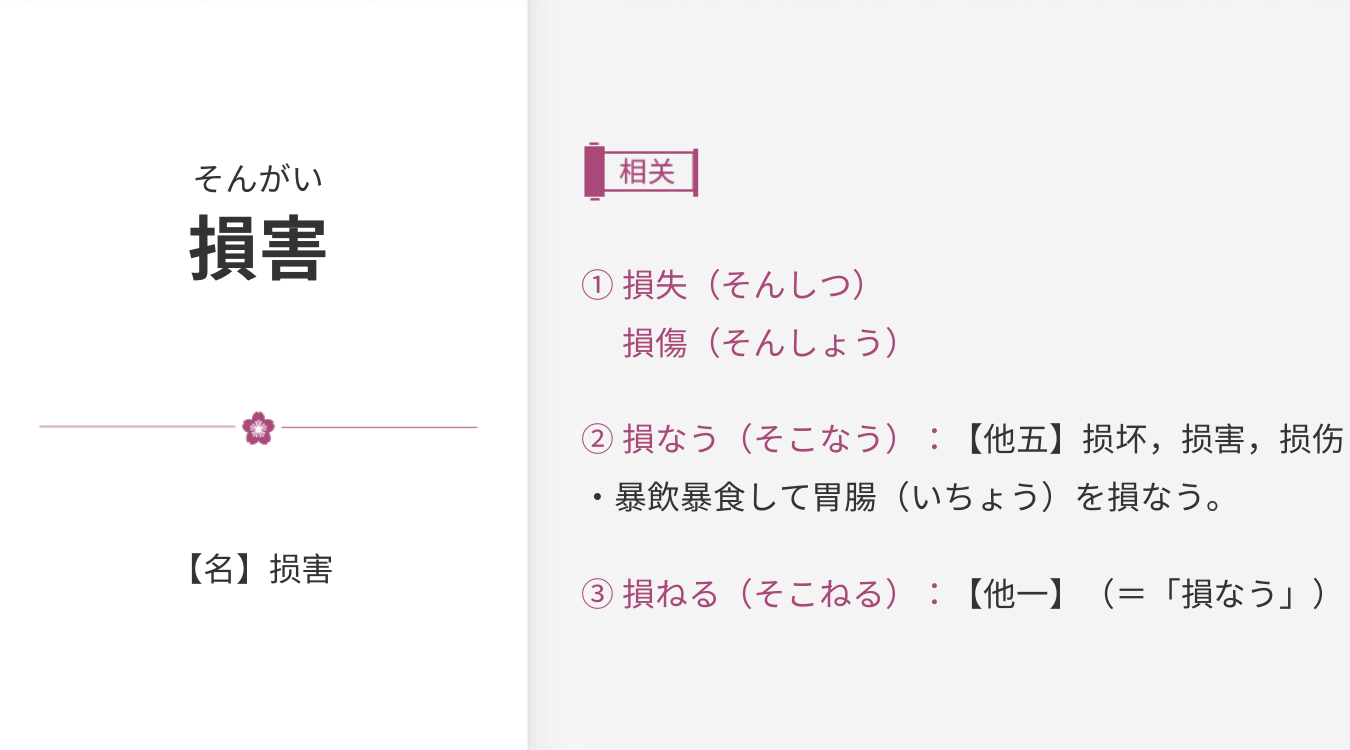 そんがい
損害
【名】损害
相关
① 損失（そんしつ）
損傷（そんしょう）
② 損なう（そこなう）：【他五】损坏，损害，损伤
・暴飲暴食して胃腸（いちょう）を損なう。
③ 損ねる（そこねる）：【他一】（＝「損なう」）